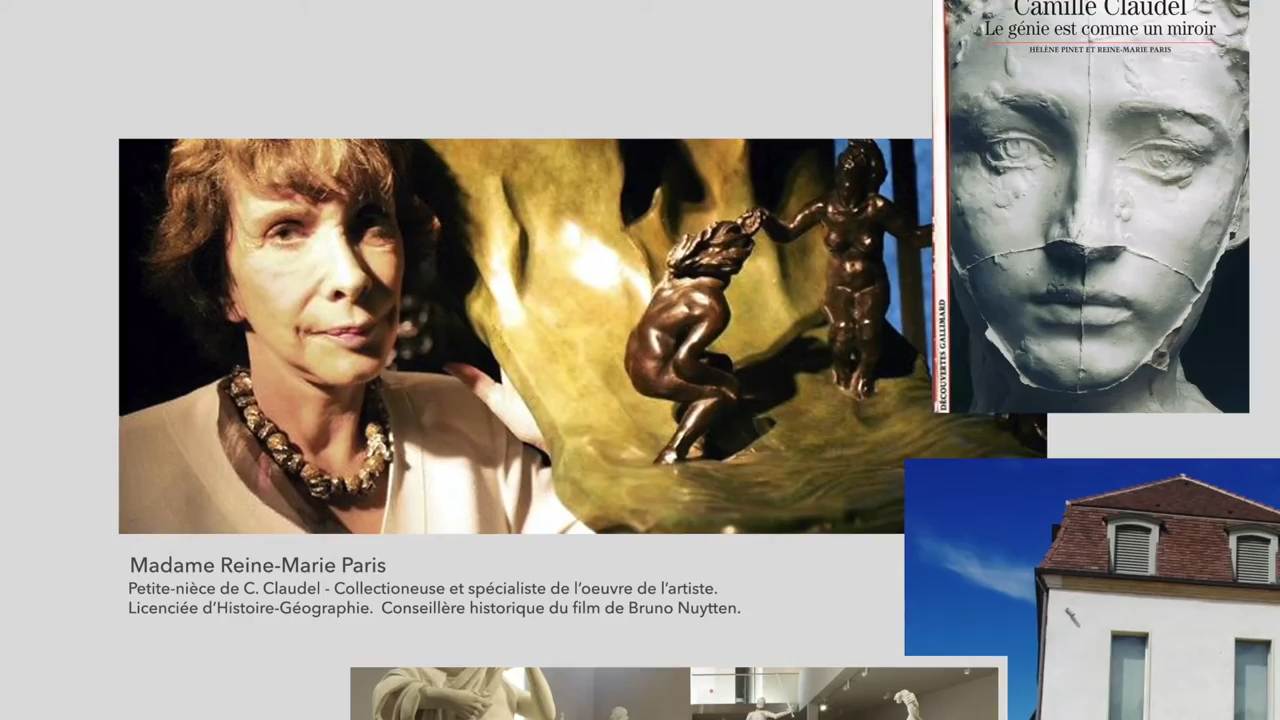 Camille Claudel
Le génie est comme un miroir
HÉLÈNE PINET ET REINE-MARIE PARIS
DÉCOUVERTES GALLIMARD
Madame Reine-Marie Paris
Petite-nièce de C. Claudel - Collectioneuse et spécialiste de l’oeuvre de l’artiste.
Licenciée d’Histoire-Géographie. Conseillère historique du film de Bruno Nuytten.